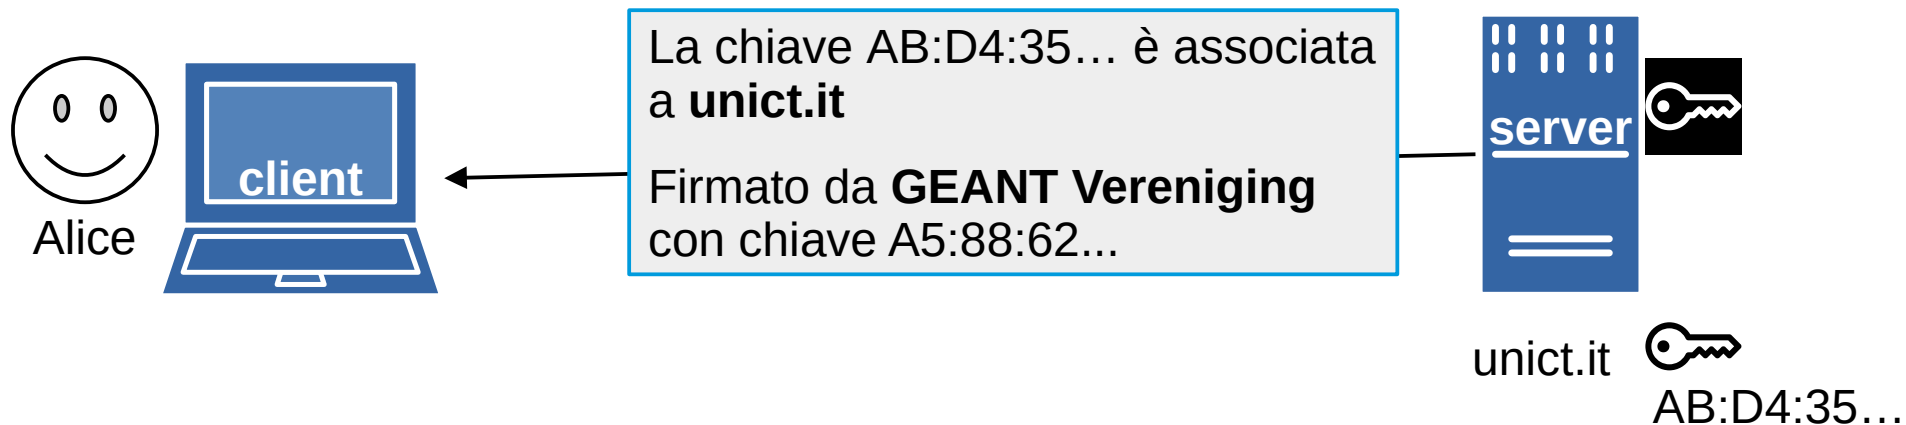 La chiave AB:D4:35… è associata
a unict.it
Firmato da GEANT Vereniging
con chiave A5:88:62...
client
Alice
server
unict.it
AB:D4:35…